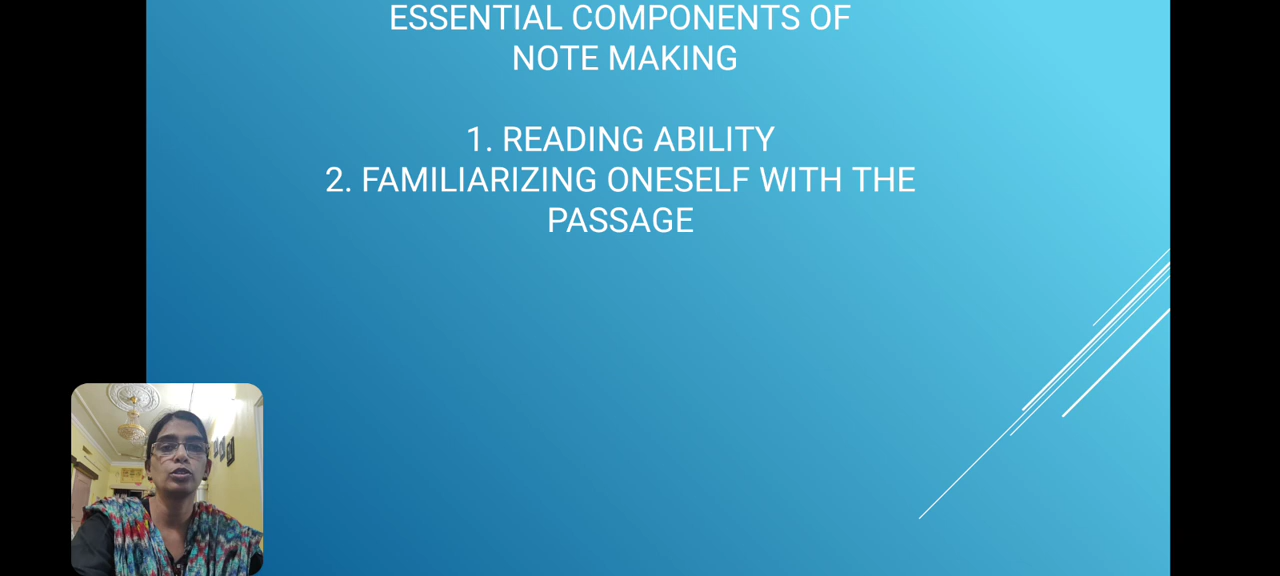 ESSENTIAL COMPONENTS OF
NOTE MAKING
1. READING ABILITY
2. FAMILIARIZING ONESELF WITH THE
PASSAGE